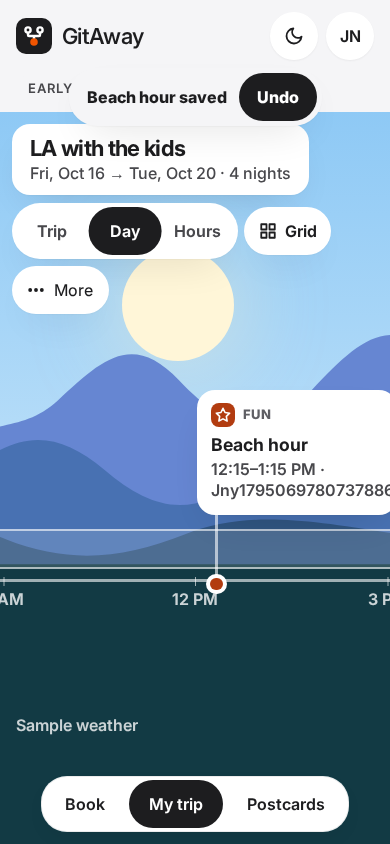 GitAway
JN
EARLY
Beach hour saved
Undo
LA with the kids
Fri, Oct 16 → Tue, Oct 20 · 4 nights
Trip
Day
Hours
Grid
More
FUN
Beach hour
12:15–1:15 PM ·
Jny1795069780737886
AM
12 PM
3 P
Sample weather
Book
My trip
Postcards